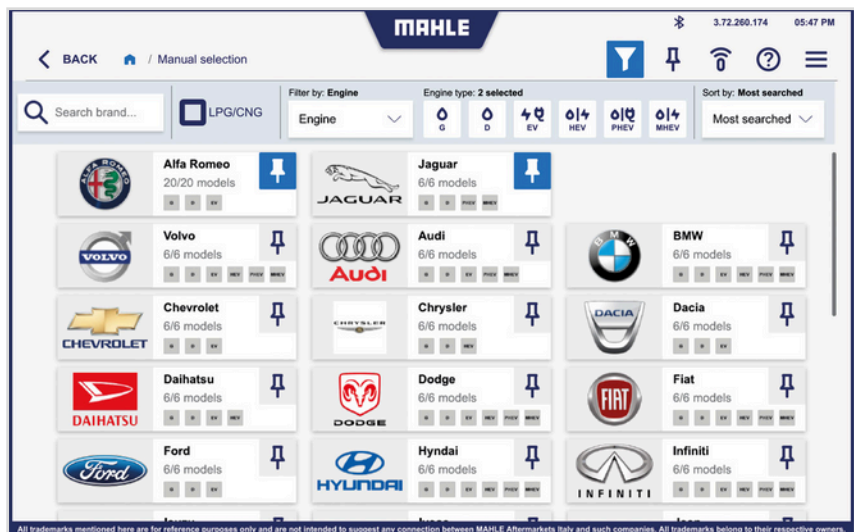 MAHLE
3.72.260.174 05:47 PM
BACK / Manual selection
Search brand...
LPG/CNG
Filter by: Engine
Engine
Engine type: 2 selected
G D EV HEV PHEV MHEV
Sort by: Most searched
Most searched
ALFA ROMEO
Alfa Romeo
20/20 models
G D EV
JAGUAR
Jaguar
6/6 models
G D PHEV MHEV
VOLVO
Volvo
6/6 models
G D EV HEV PHEV MHEV
Audi
Audi
6/6 models
G D EV PHEV MHEV
BMW
BMW
6/6 models
G D EV HEV PHEV MHEV
CHEVROLET
Chevrolet
6/6 models
G D EV
CHRYSLER
Chrysler
6/6 models
G D HEV
DACIA
Dacia
6/6 models
G D EV
DAIHATSU
Daihatsu
6/6 models
G D EV HEV
DODGE
Dodge
6/6 models
G D EV HEV PHEV MHEV
FIAT
Fiat
6/6 models
G D EV HEV PHEV MHEV
Ford
Ford
6/6 models
G D EV
HYUNDAI
Hyndai
6/6 models
G D EV HEV PHEV MHEV
INFINITI
Infiniti
6/6 models
G D EV HEV PHEV MHEV
All trademarks mentioned here are for reference purposes only and are not intended to suggest any connection between MAHLE Aftermarkets Italy and such companies. All trademarks belong to their respective owners.